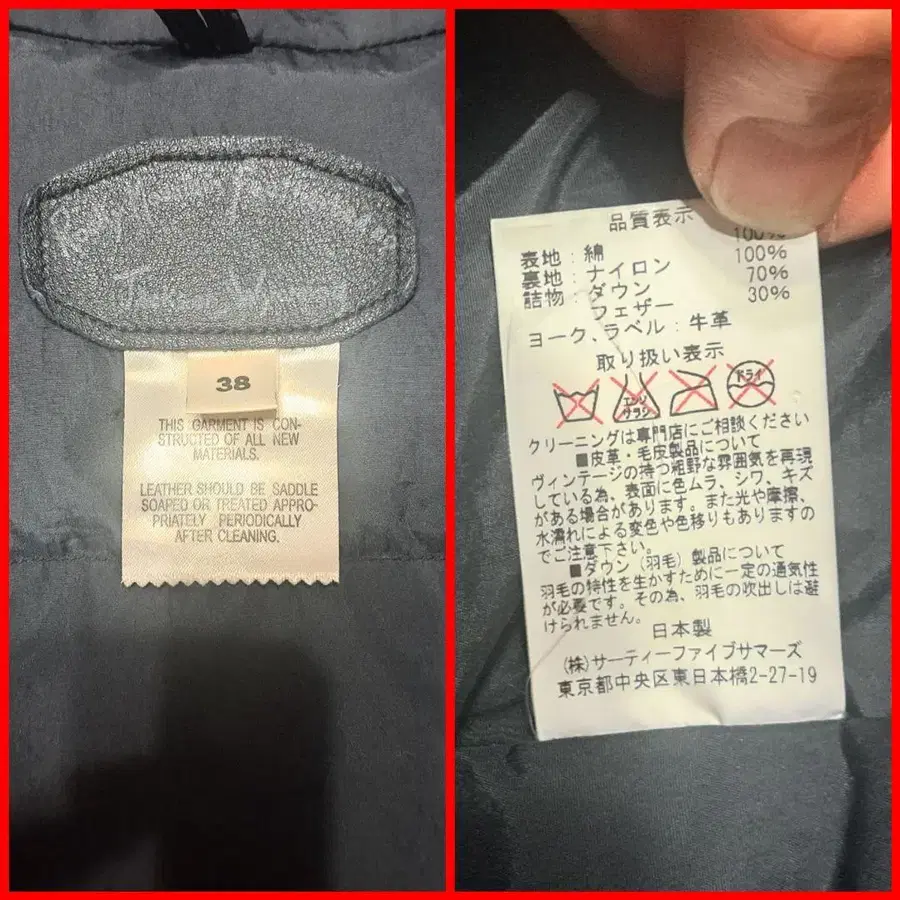 38
THIS GARMENT IS CON-
STRUCTED OF ALL NEW
MATERIALS.
LEATHER SHOULD BE SADDLE
SOAPED OR TREATED APPRO-
PRIATELY PERIODICALLY
AFTER CLEANING.
品質表示
表地：綿 100%
裏地：ナイロン 100%
詰物：ダウン 70%
フェザー 30%
ヨーク、ラベル：牛革
取り扱い表示
エンソ サラシ ドライ
クリーニングは専門店にご相談ください
■皮革・毛皮製品について
ヴィンテージの持つ粗野な雰囲気を再現
している為、表面に色ムラ、シワ、キズ
がある場合があります。また光や摩擦、
水濡れによる変色や色移りもありますの
でご注意下さい。
■ダウン（羽毛）製品について
羽毛の特性を生かすために一定の通気性
が必要です。その為、羽毛の吹出しは避
けられません。
日本製
(株)サーティーファイブサマーズ
東京都中央区東日本橋2-27-19